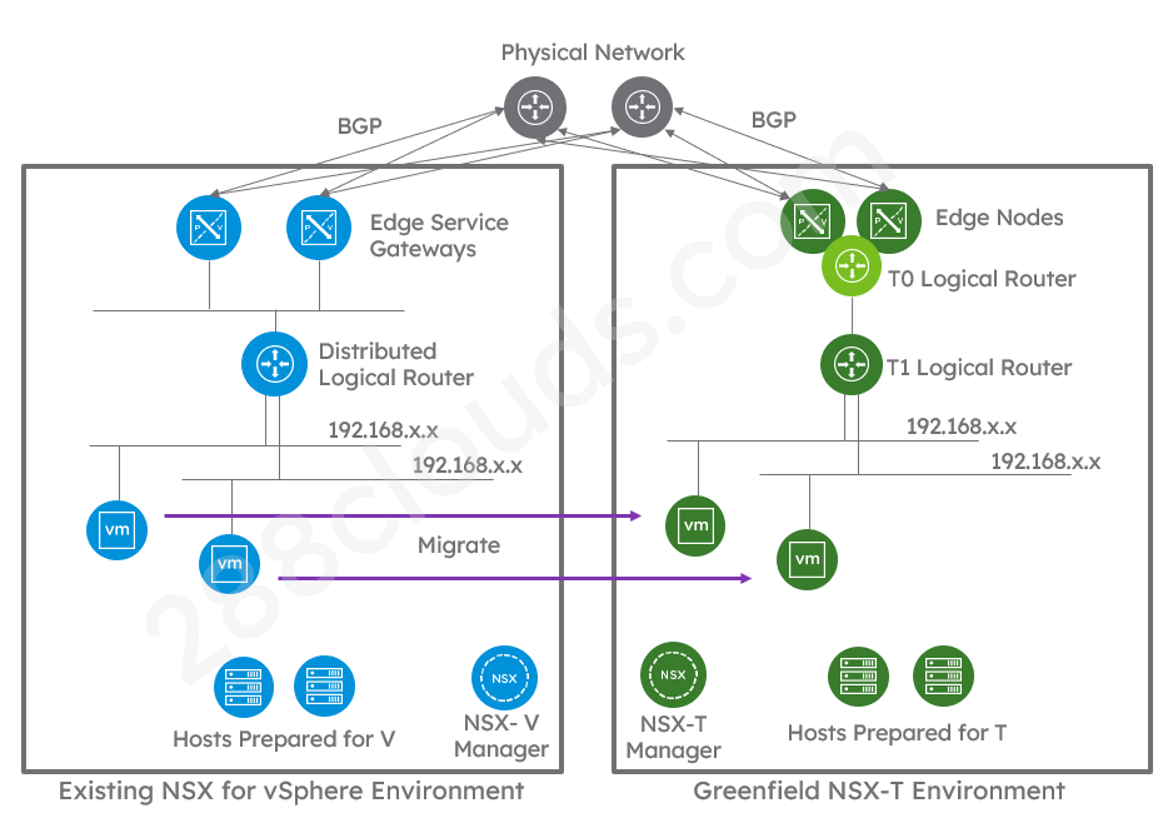 Physical Network
BGP
BGP
P V
P V
Edge Service
Gateways
P V
P V
Edge Nodes
T0 Logical Router
Distributed
Logical Router
T1 Logical Router
192.168.x.x
192.168.x.x
192.168.x.x
192.168.x.x
vm
vm
Migrate
vm
vm
NSX
NSX- V
Manager
Hosts Prepared for V
NSX
NSX-T
Manager
Hosts Prepared for T
Existing NSX for vSphere Environment
Greenfield NSX-T Environment
288clouds.com